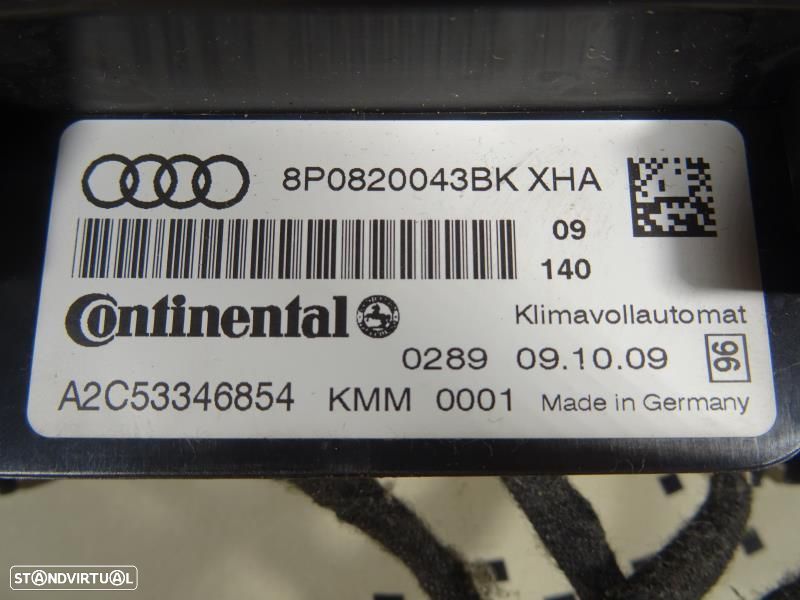 8P0820043BK XHA
09
140
Continental
Klimavollautomat
0289 09.10.09 96
A2C53346854 KMM 0001 Made in Germany
STANDVIRTUAL